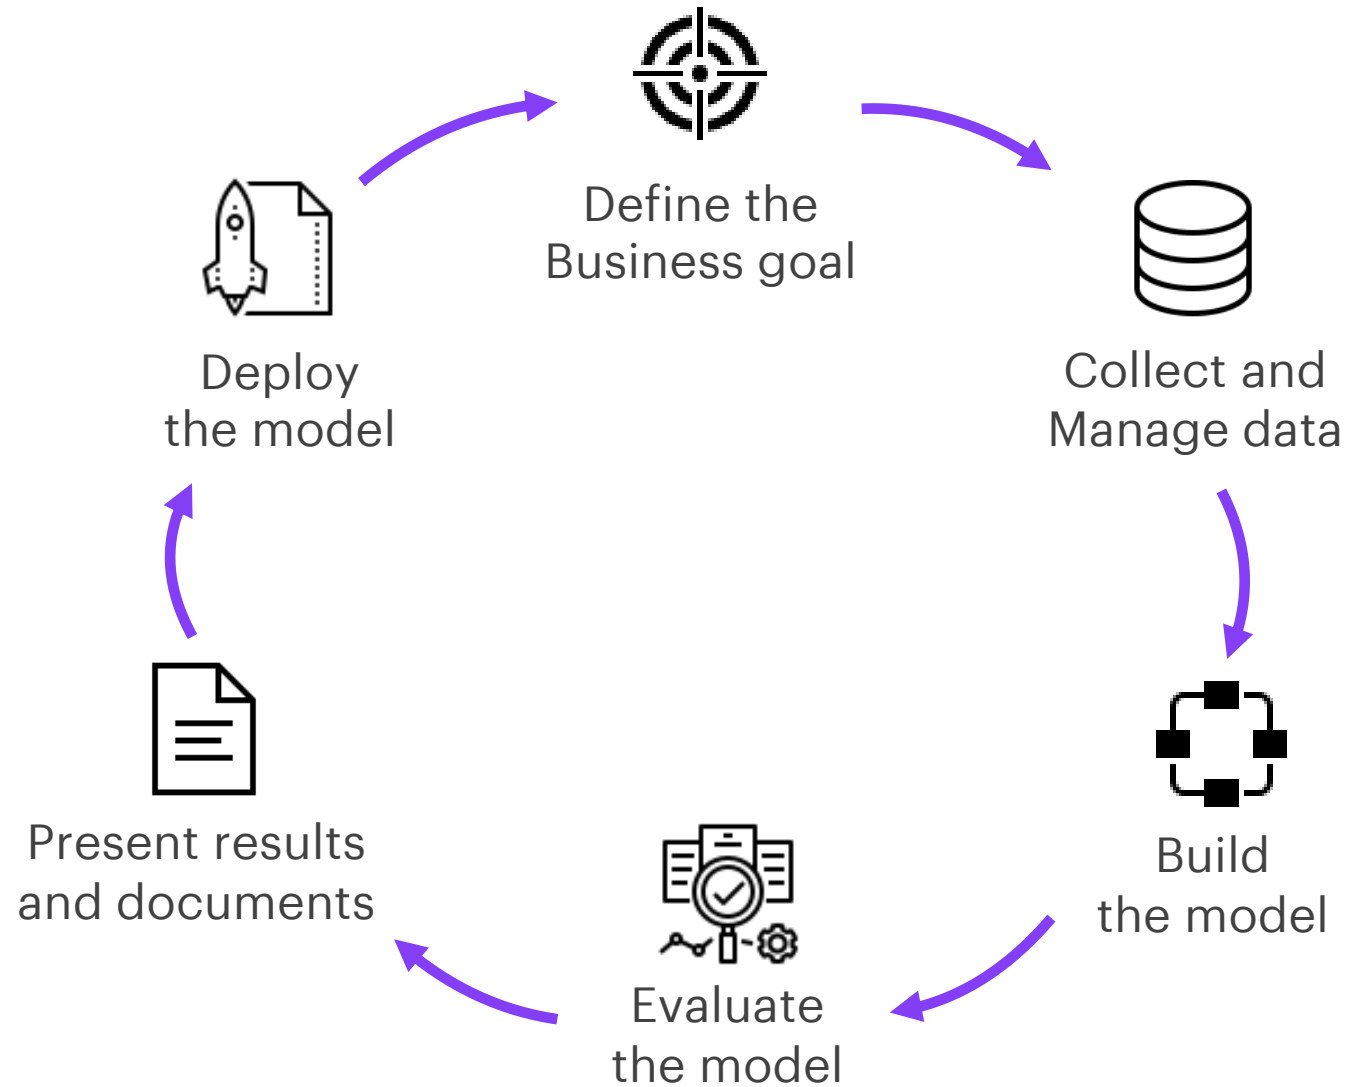 Define the
Business goal
Collect and
Manage data
Build
the model
Evaluate
the model
Present results
and documents
Deploy
the model